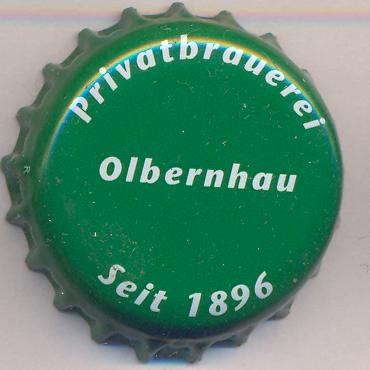 Privatbrauerei
Olbernhau
Seit 1896
R